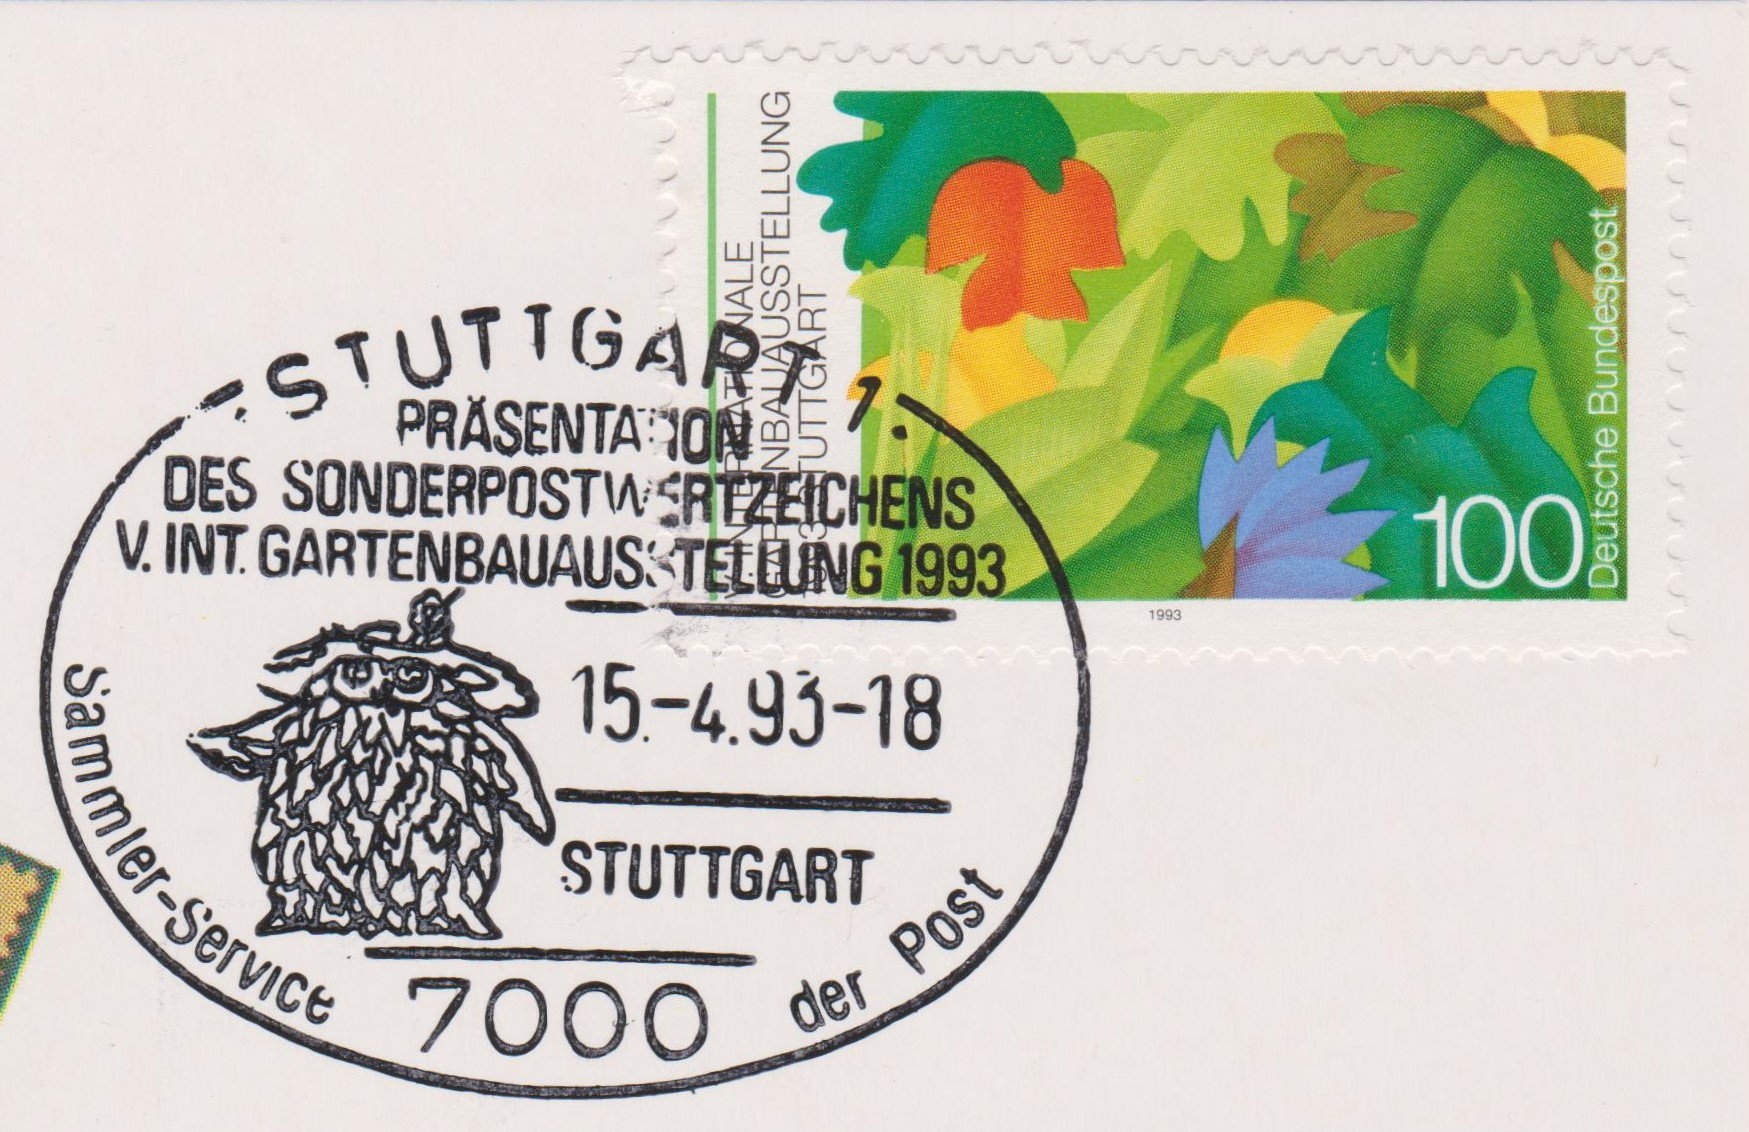 INTERNATIONALE
GARTENBAUAUSSTELLUNG
1993 STUTTGART
Deutsche Bundespost
100
1993
STUTTGART 1
PRÄSENTATION
DES SONDERPOSTWERTZEICHENS
V. INT. GARTENBAUAUSSTELLUNG 1993
15.-4.93-18
STUTTGART
7000
Sammler-Service der Post